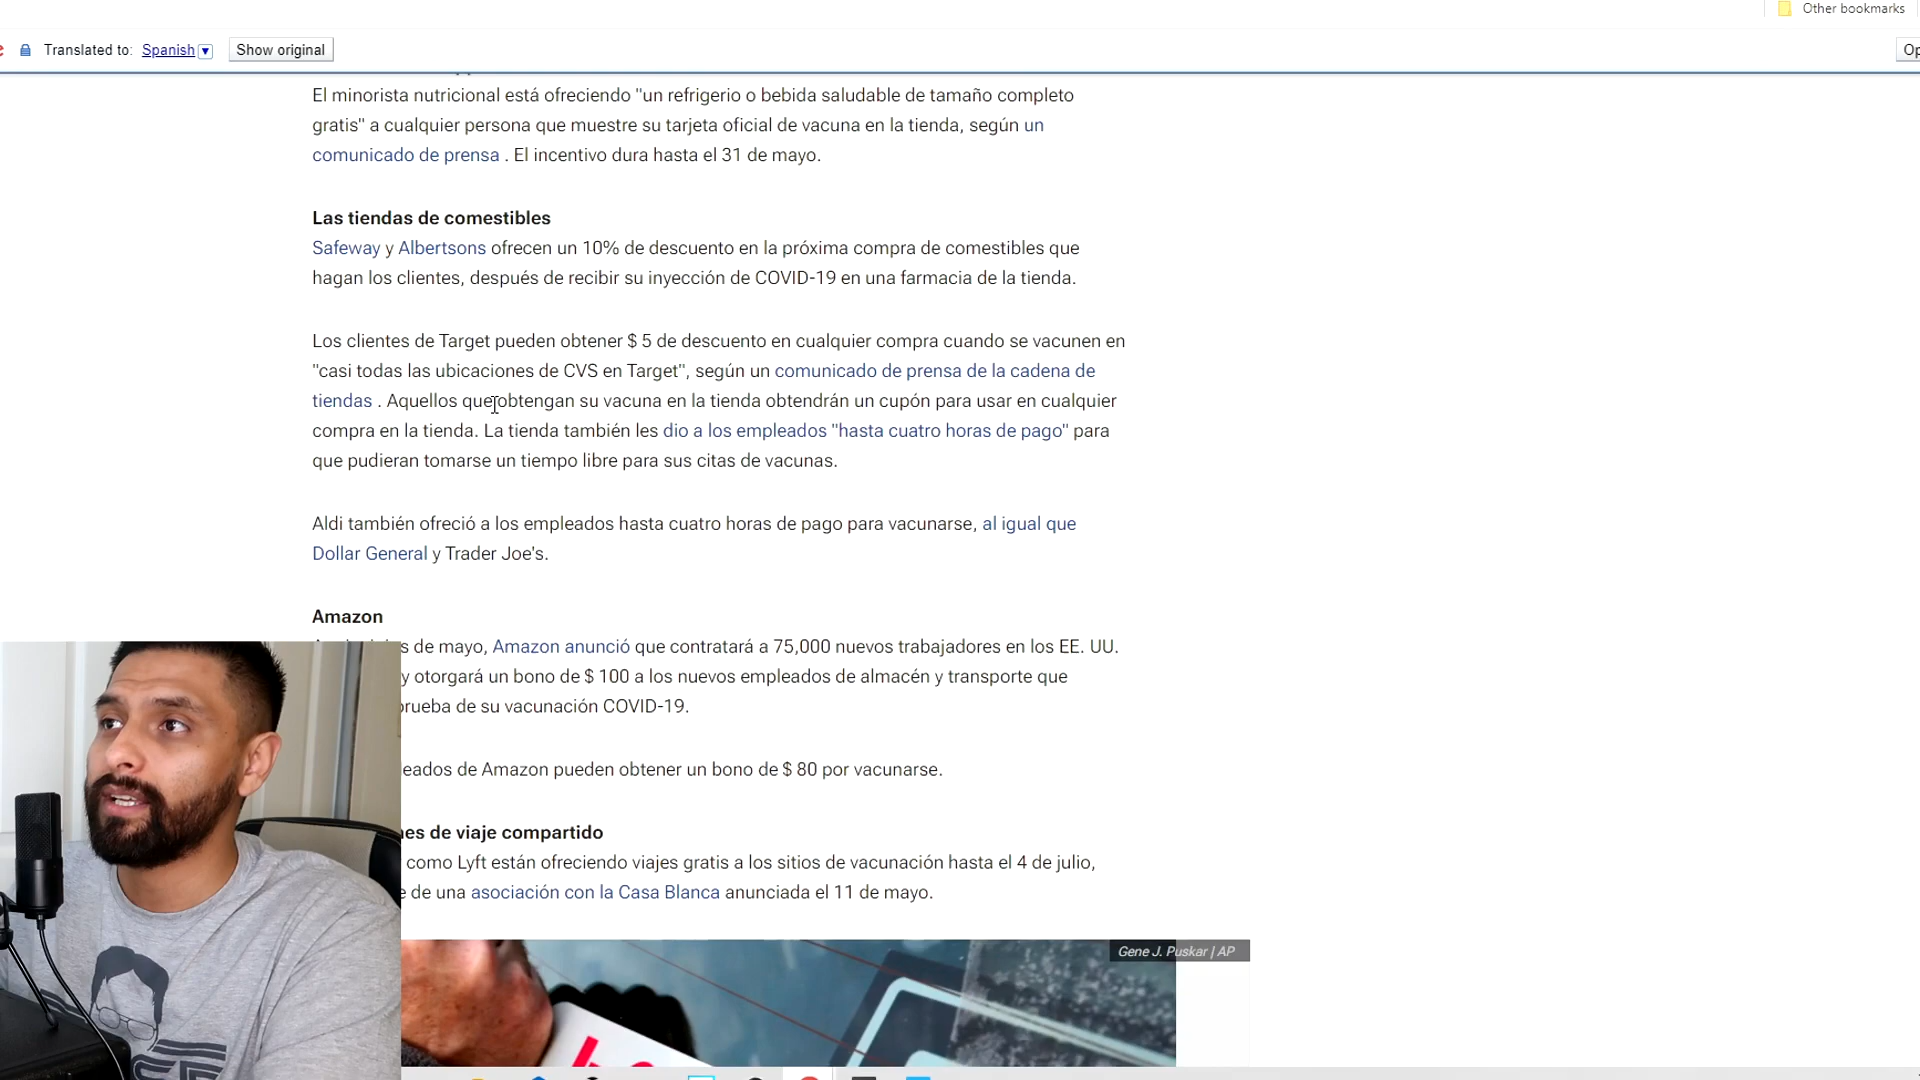 Other bookmarks
Translated to: Spanish Show original Op
El minorista nutricional está ofreciendo "un refrigerio o bebida saludable de tamaño completo
gratis" a cualquier persona que muestre su tarjeta oficial de vacuna en la tienda, según un
comunicado de prensa . El incentivo dura hasta el 31 de mayo.
Las tiendas de comestibles
Safeway y Albertsons ofrecen un 10% de descuento en la próxima compra de comestibles que
hagan los clientes, después de recibir su inyección de COVID-19 en una farmacia de la tienda.
Los clientes de Target pueden obtener $ 5 de descuento en cualquier compra cuando se vacunen en
"casi todas las ubicaciones de CVS en Target", según un comunicado de prensa de la cadena de
tiendas . Aquellos que obtengan su vacuna en la tienda obtendrán un cupón para usar en cualquier
compra en la tienda. La tienda también les dio a los empleados "hasta cuatro horas de pago" para
que pudieran tomarse un tiempo libre para sus citas de vacunas.
Aldi también ofreció a los empleados hasta cuatro horas de pago para vacunarse, al igual que
Dollar General y Trader Joe's.
Amazon
s de mayo, Amazon anunció que contratará a 75,000 nuevos trabajadores en los EE. UU.
y otorgará un bono de $ 100 a los nuevos empleados de almacén y transporte que
prueba de su vacunación COVID-19.
eados de Amazon pueden obtener un bono de $ 80 por vacunarse.
nes de viaje compartido
como Lyft están ofreciendo viajes gratis a los sitios de vacunación hasta el 4 de julio,
e de una asociación con la Casa Blanca anunciada el 11 de mayo.
Gene J. Puskar | AP